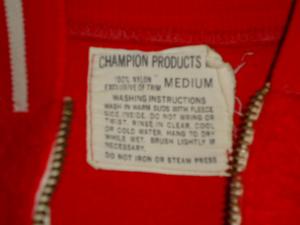 CHAMPION PRODUCTS
100% NYLON
EXCLUSIVE OF TRIM
MEDIUM
WASHING INSTRUCTIONS
WASH IN WARM SUDS WITH FLEECE
SIDE INSIDE. DO NOT WRING OR
TWIST. RINSE IN CLEAR, COOL
OR COLD WATER. HANG TO DRY
WHILE WET. BRUSH LIGHTLY IF
NECESSARY.
DO NOT IRON OR STEAM PRESS